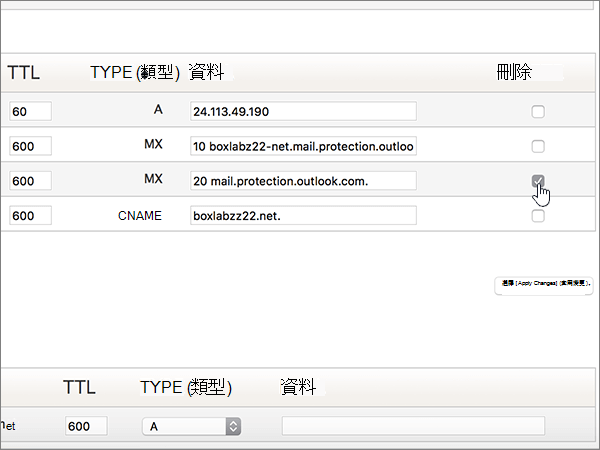 TTL TYPE (類型) 資料 刪除
60 A 24.113.49.190
600 MX 10 boxlabz22-net.mail.protection.outloo
600 MX 20 mail.protection.outlook.com.
600 CNAME boxlabzz22.net.
選擇 [Apply Changes] (套用變更)。
TTL TYPE (類型) 資料
net 600 A